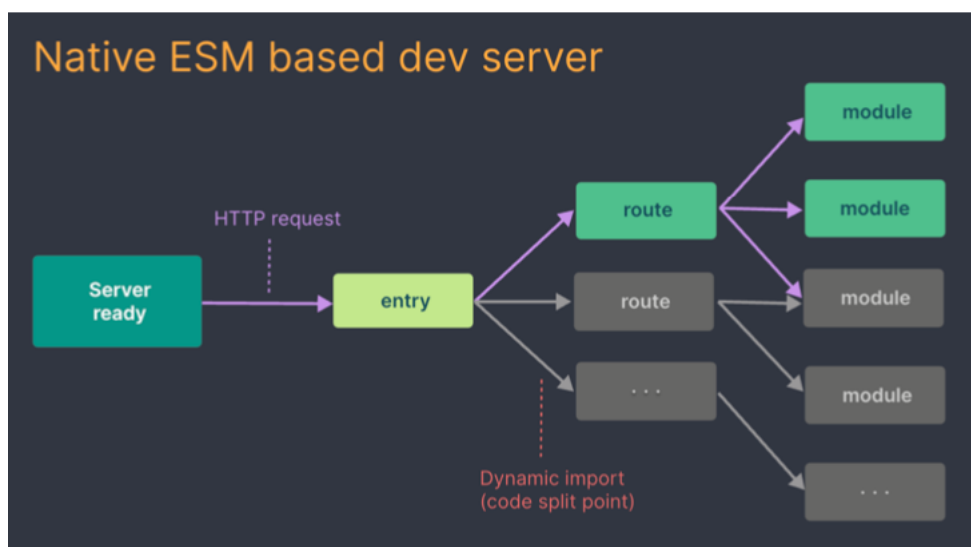 Native ESM based dev server
HTTP request
Server
ready
entry
route
route
· · ·
module
module
module
module
· · ·
Dynamic import
(code split point)